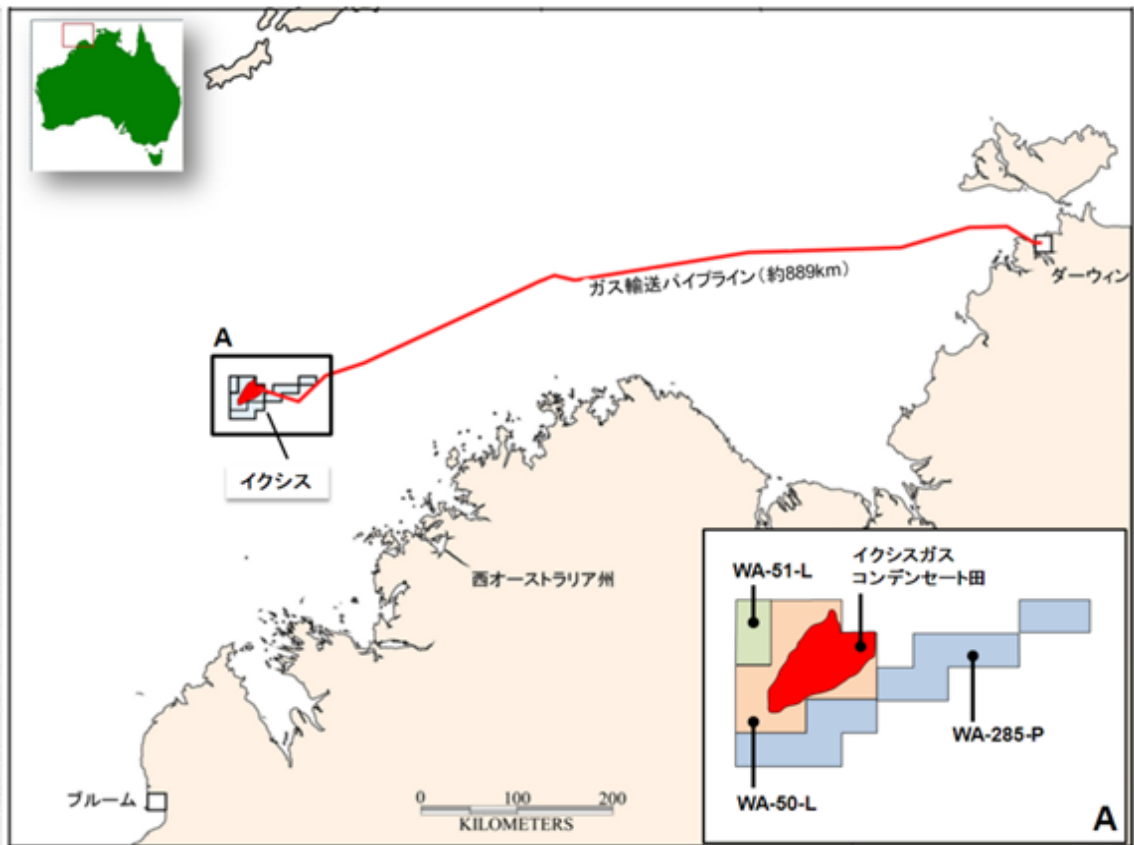 ガス輸送パイプライン(約889km)
ダーウィン
A
イクシス
西オーストラリア州
ブルーム
0 100 200
KILOMETERS
WA-51-L
イクシスガス
コンデンセート田
WA-285-P
WA-50-L
A